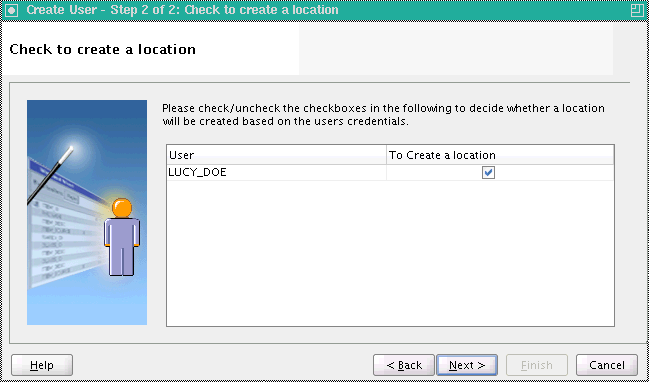 Create User - Step 2 of 2: Check to create a location
Check to create a location
Please check/uncheck the checkboxes in the following to decide whether a location
will be created based on the users credentials.
User To Create a location
LUCY_DOE
Help < Back Next > Finish Cancel